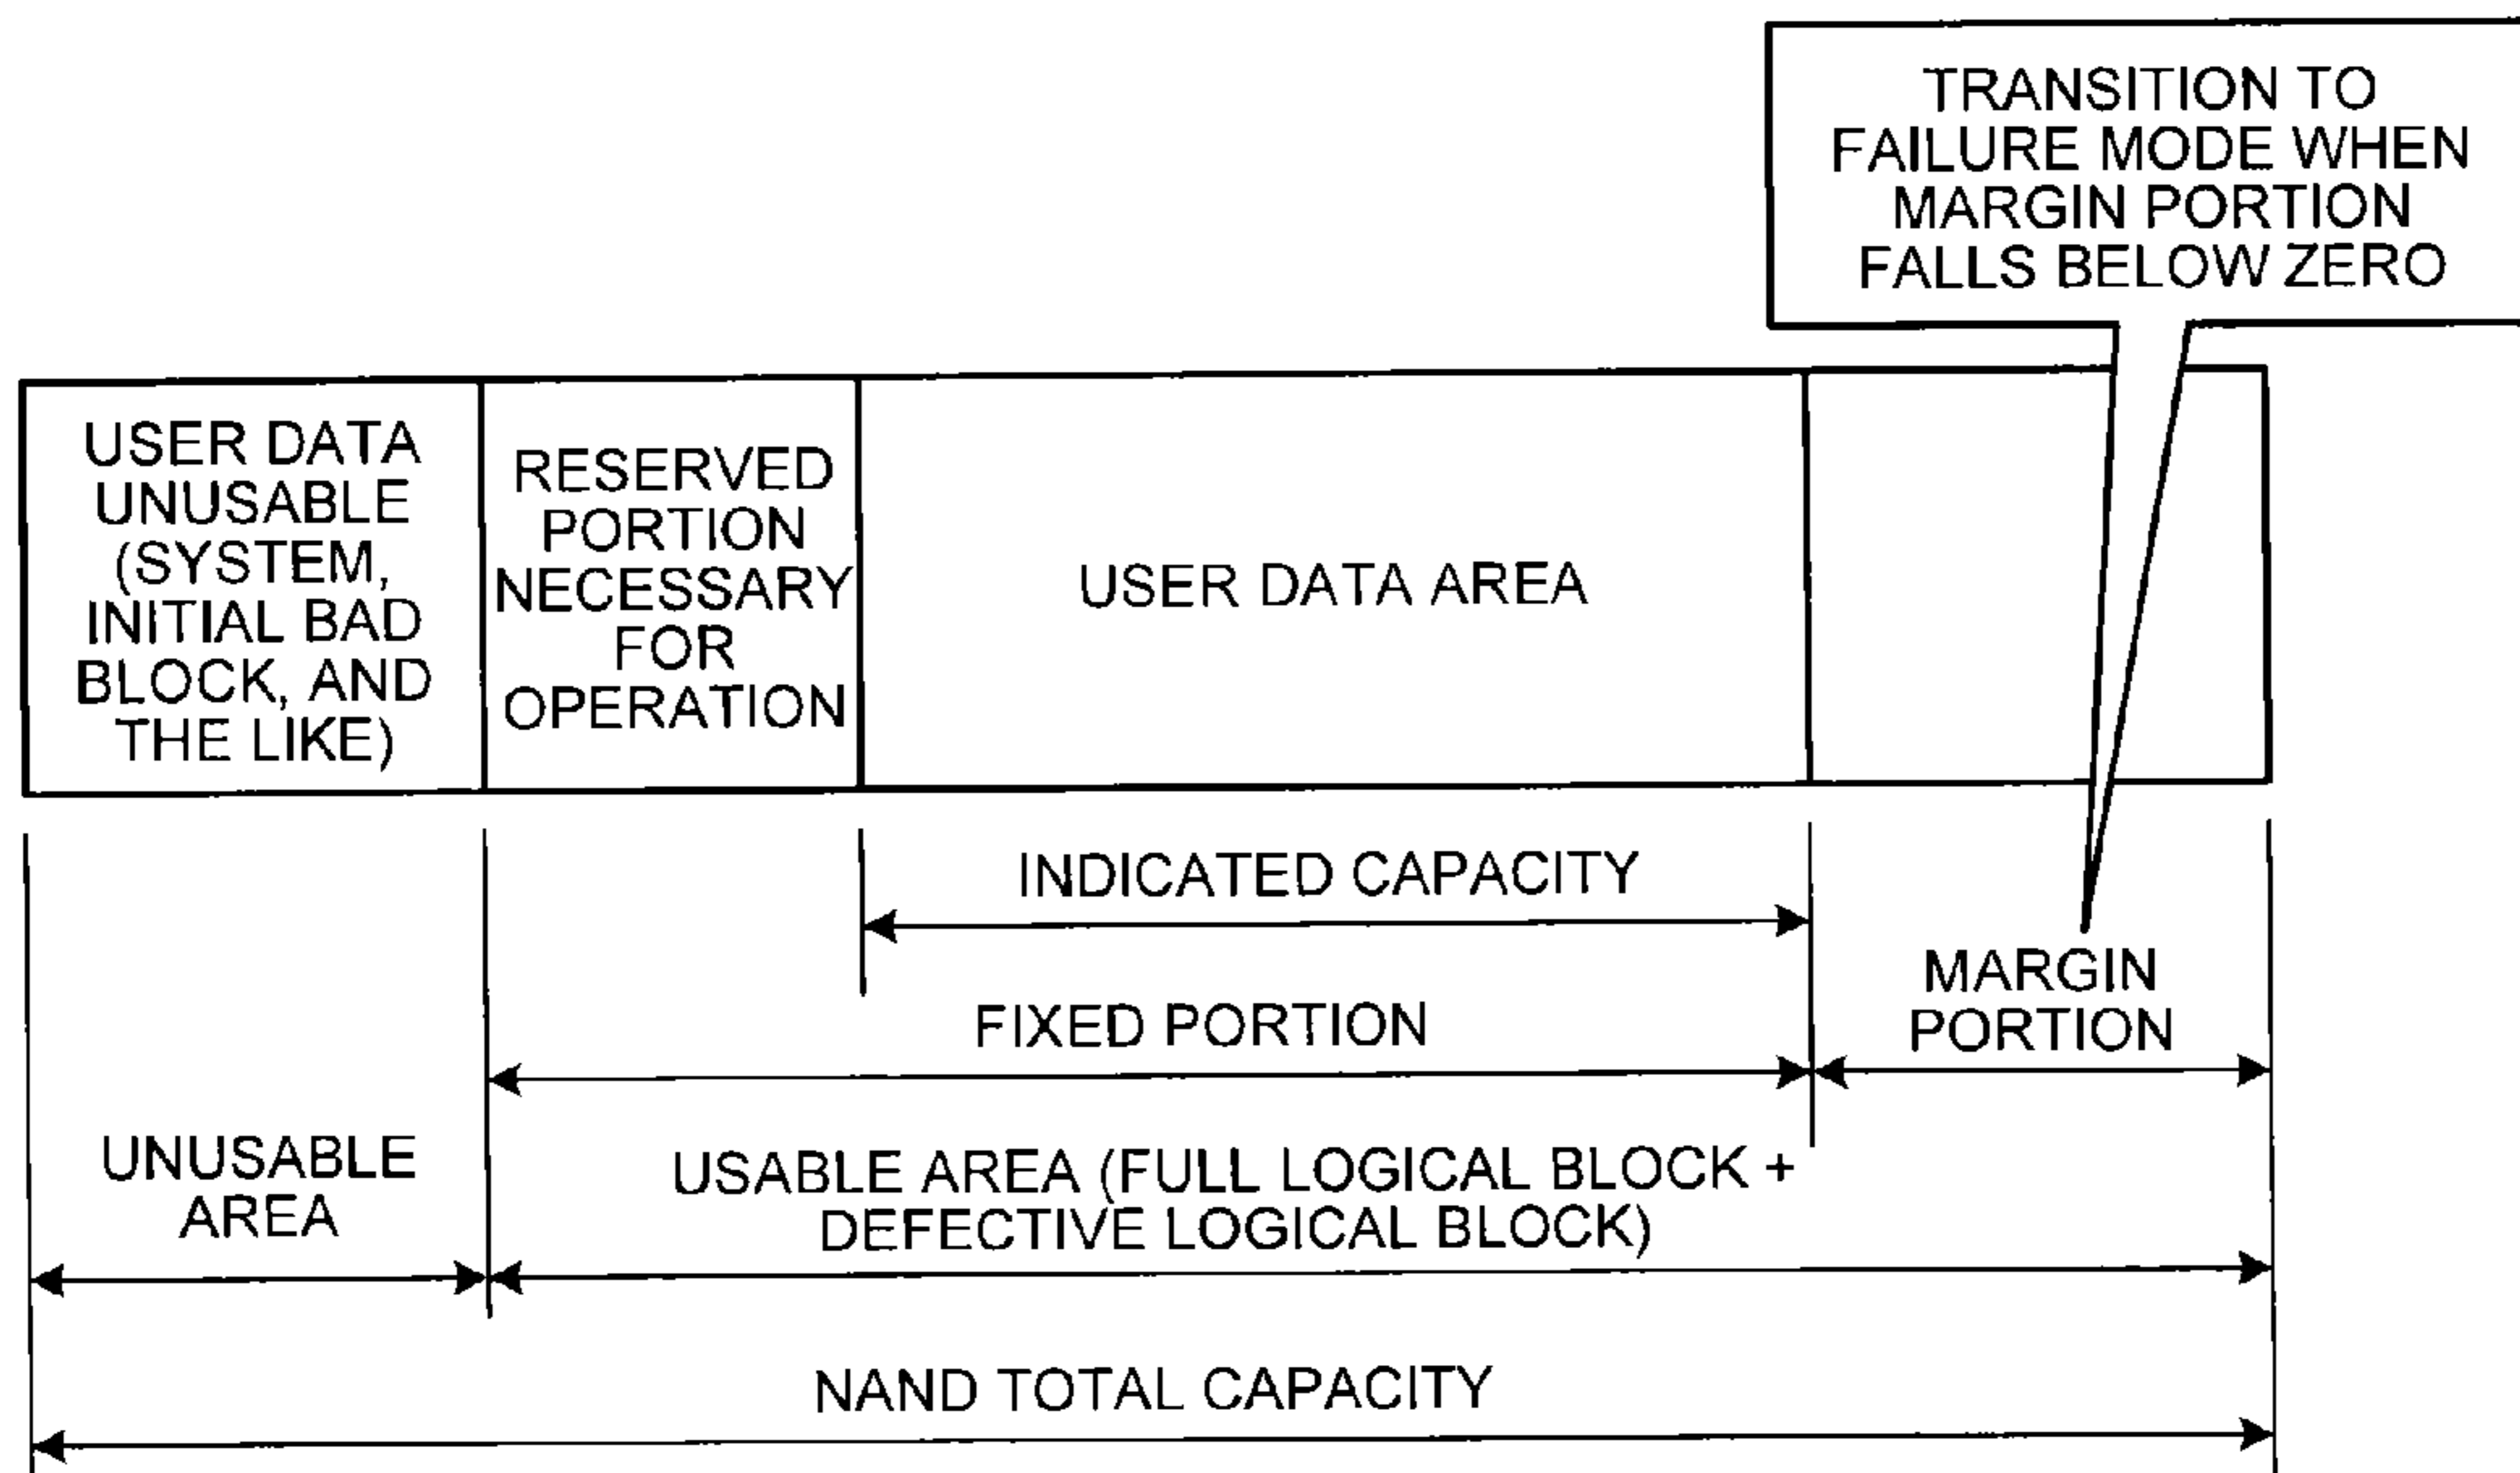 TRANSITION TO
FAILURE MODE WHEN
MARGIN PORTION
FALLS BELOW ZERO
USER DATA
UNUSABLE
(SYSTEM,
INITIAL BAD
BLOCK, AND
THE LIKE)
RESERVED
PORTION
NECESSARY
FOR
OPERATION
USER DATA AREA
INDICATED CAPACITY
MARGIN
PORTION
FIXED PORTION
UNUSABLE
AREA
USABLE AREA (FULL LOGICAL BLOCK +
DEFECTIVE LOGICAL BLOCK)
NAND TOTAL CAPACITY